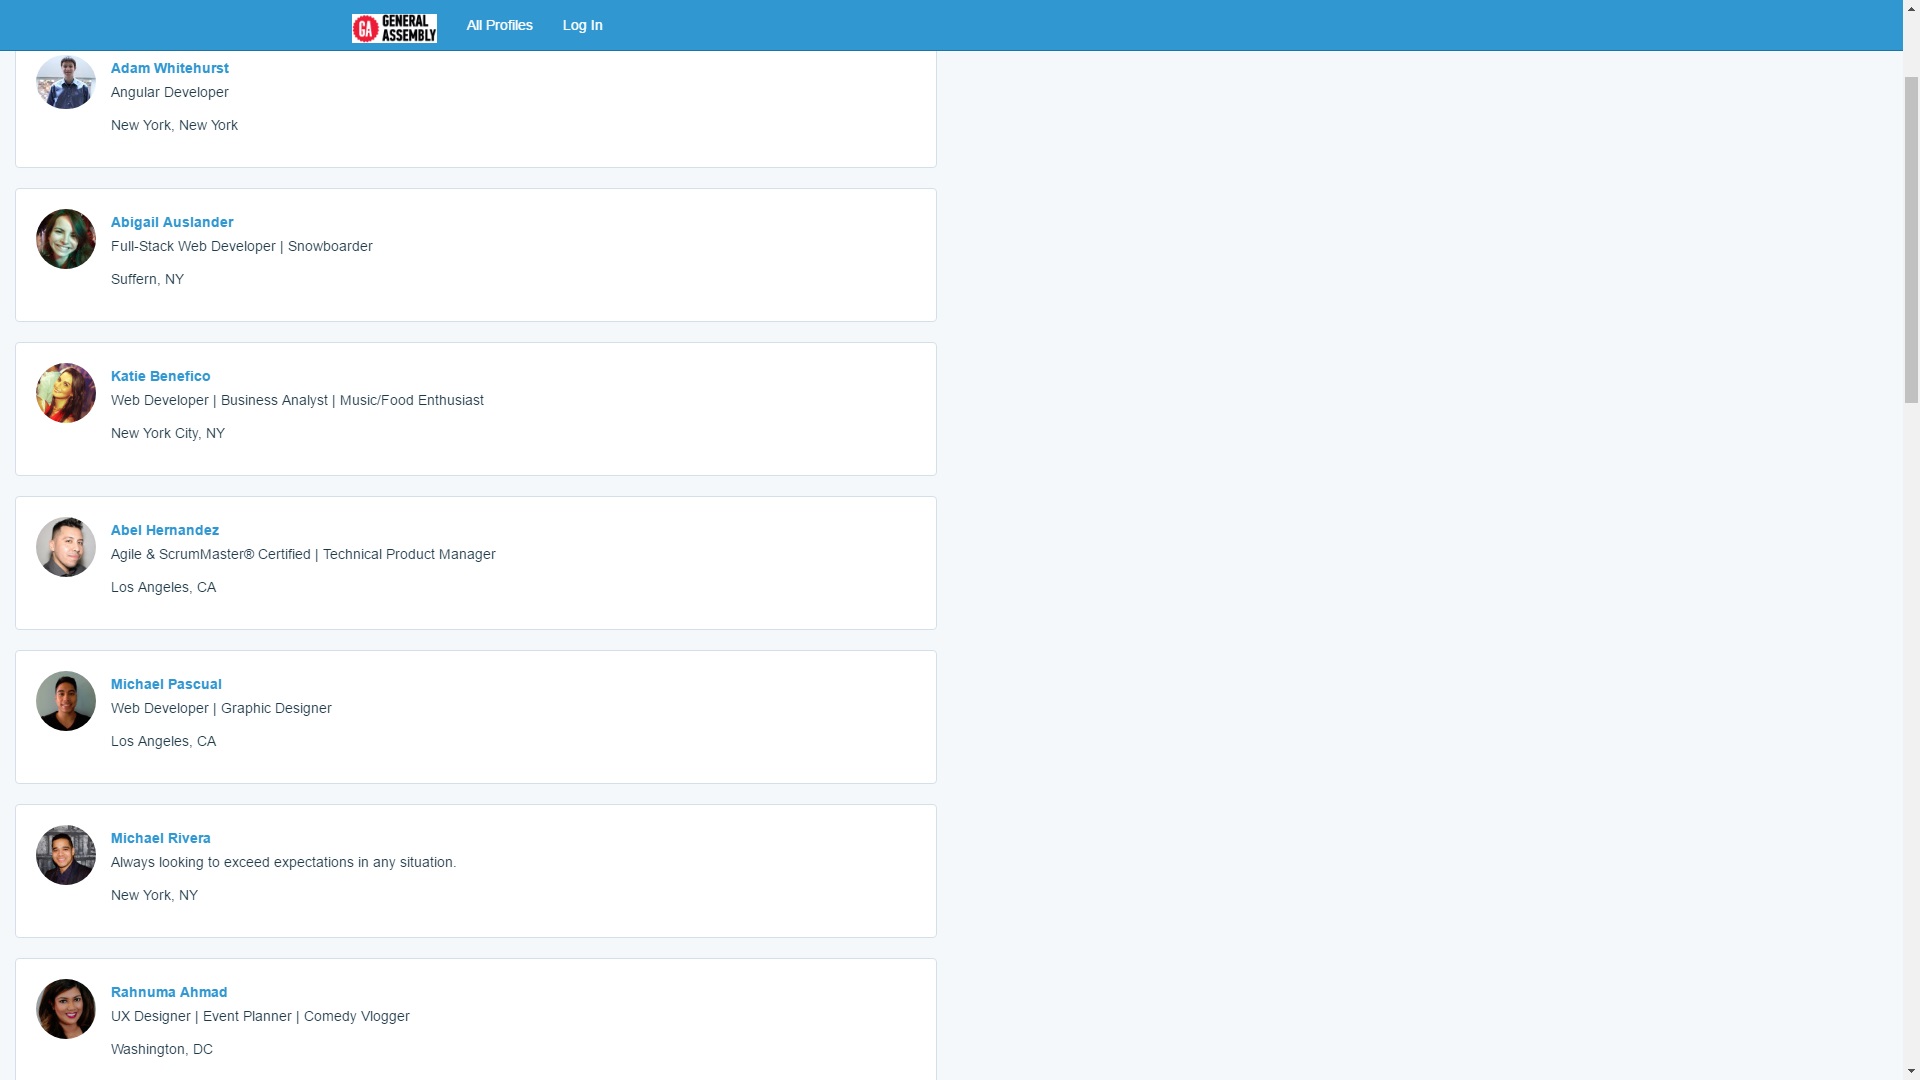 GA GENERAL
ASSEMBLY
All Profiles
Log In
Adam Whitehurst
Angular Developer
New York, New York
Abigail Auslander
Full-Stack Web Developer | Snowboarder
Suffern, NY
Katie Benefico
Web Developer | Business Analyst | Music/Food Enthusiast
New York City, NY
Abel Hernandez
Agile & ScrumMaster® Certified | Technical Product Manager
Los Angeles, CA
Michael Pascual
Web Developer | Graphic Designer
Los Angeles, CA
Michael Rivera
Always looking to exceed expectations in any situation.
New York, NY
Rahnuma Ahmad
UX Designer | Event Planner | Comedy Vlogger
Washington, DC